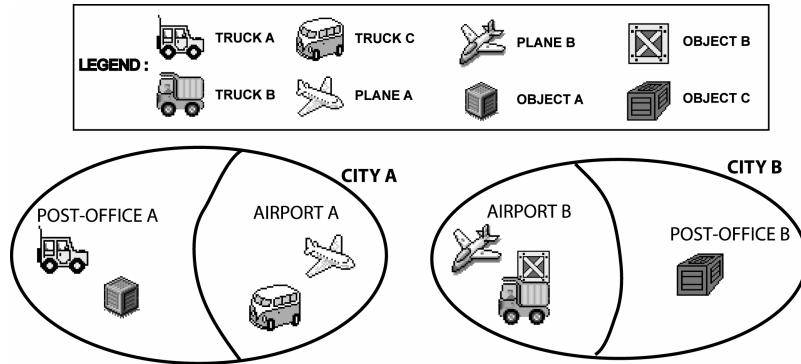 TRUCK A TRUCK C PLANE B OBJECT B
LEGEND :
TRUCK B PLANE A OBJECT A OBJECT C
CITY A
CITY B
POST-OFFICE A
AIRPORT A
AIRPORT B
POST-OFFICE B